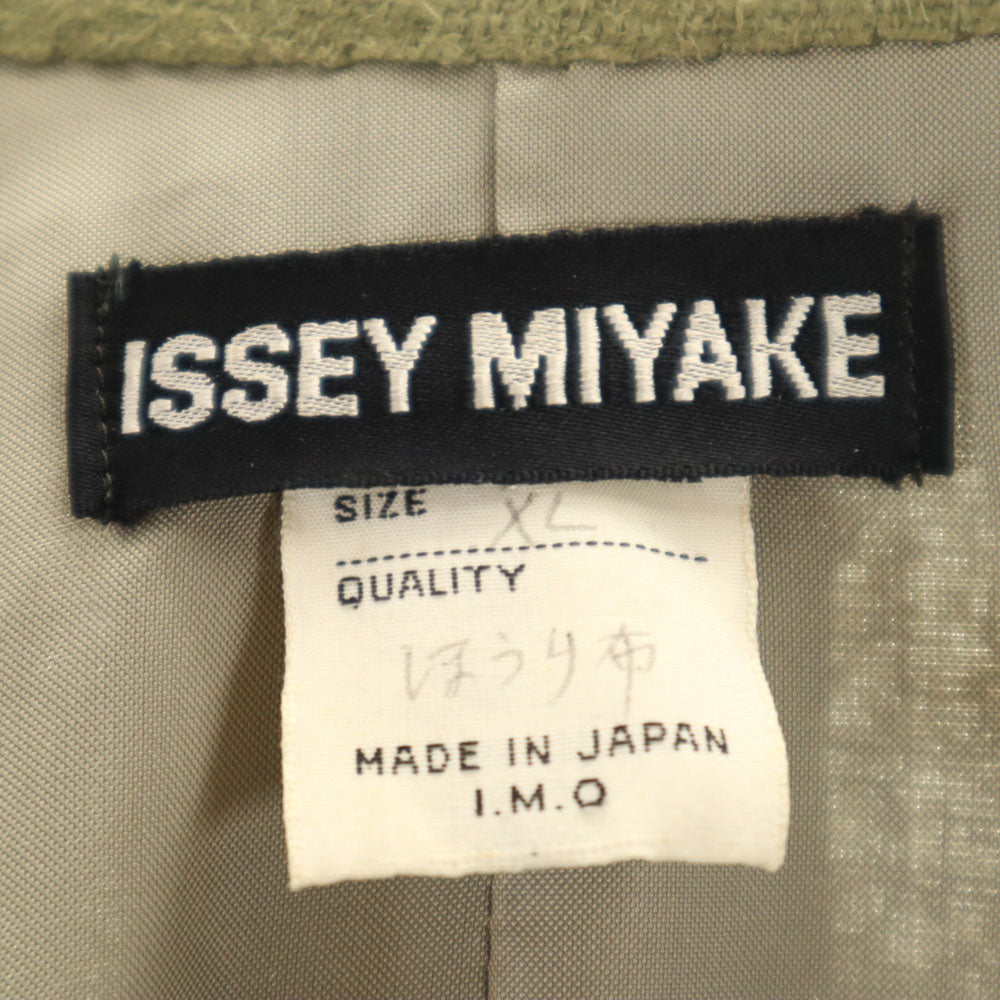 ISSEY MIYAKE
SIZE XL
QUALITY
ほうり布
MADE IN JAPAN
I.M.O